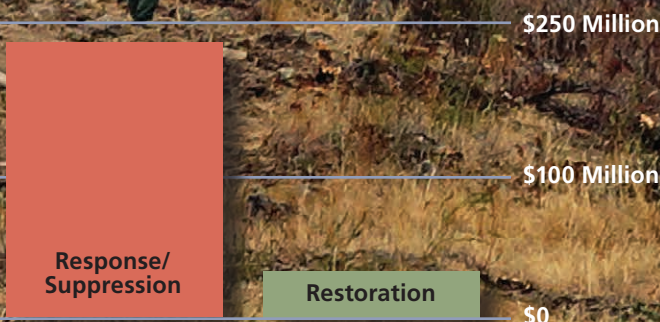 $250 Million
$100 Million
Response/
Suppression
Restoration
$0